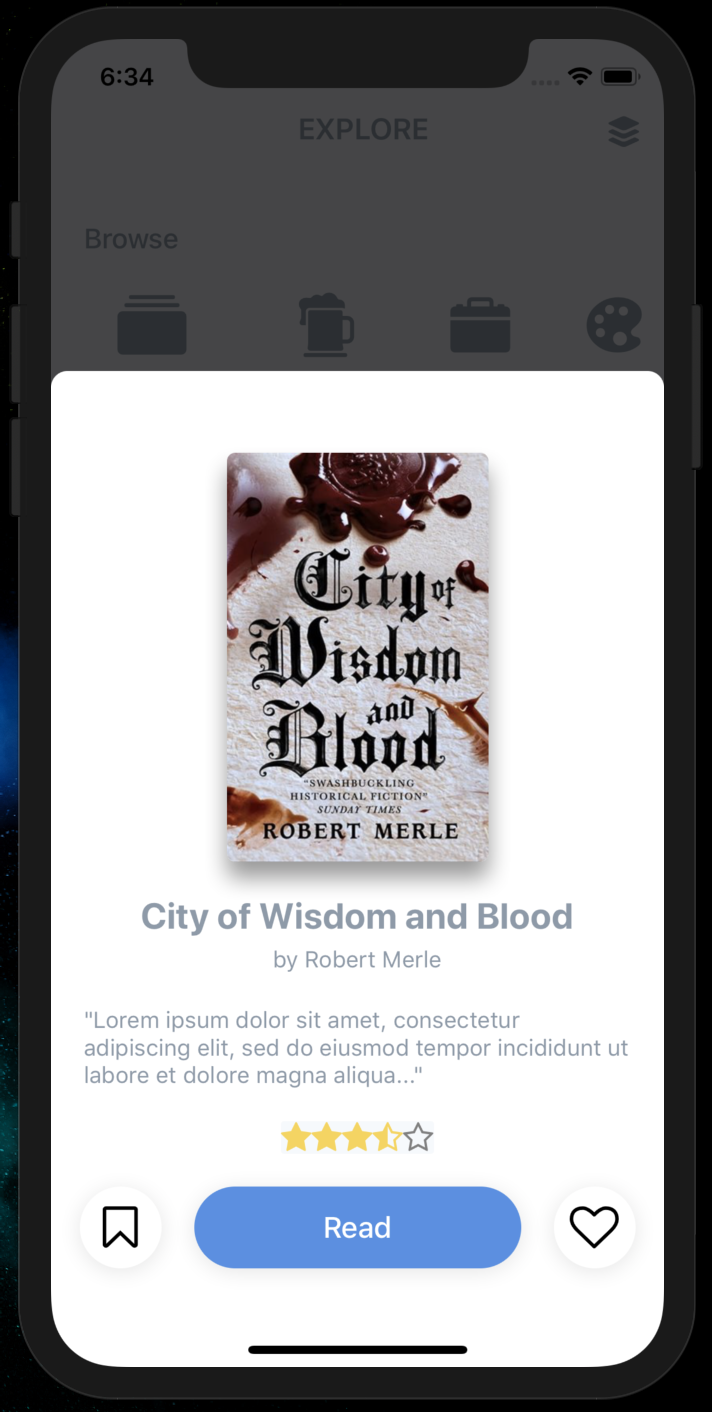 6:34
EXPLORE
Browse
City of
Wisdom
and
Blood
"SWASHBUCKLING
HISTORICAL FICTION"
SUNDAY TIMES
ROBERT MERLE
City of Wisdom and Blood
by Robert Merle
"Lorem ipsum dolor sit amet, consectetur
adipiscing elit, sed do eiusmod tempor incididunt ut
labore et dolore magna aliqua..."
Read